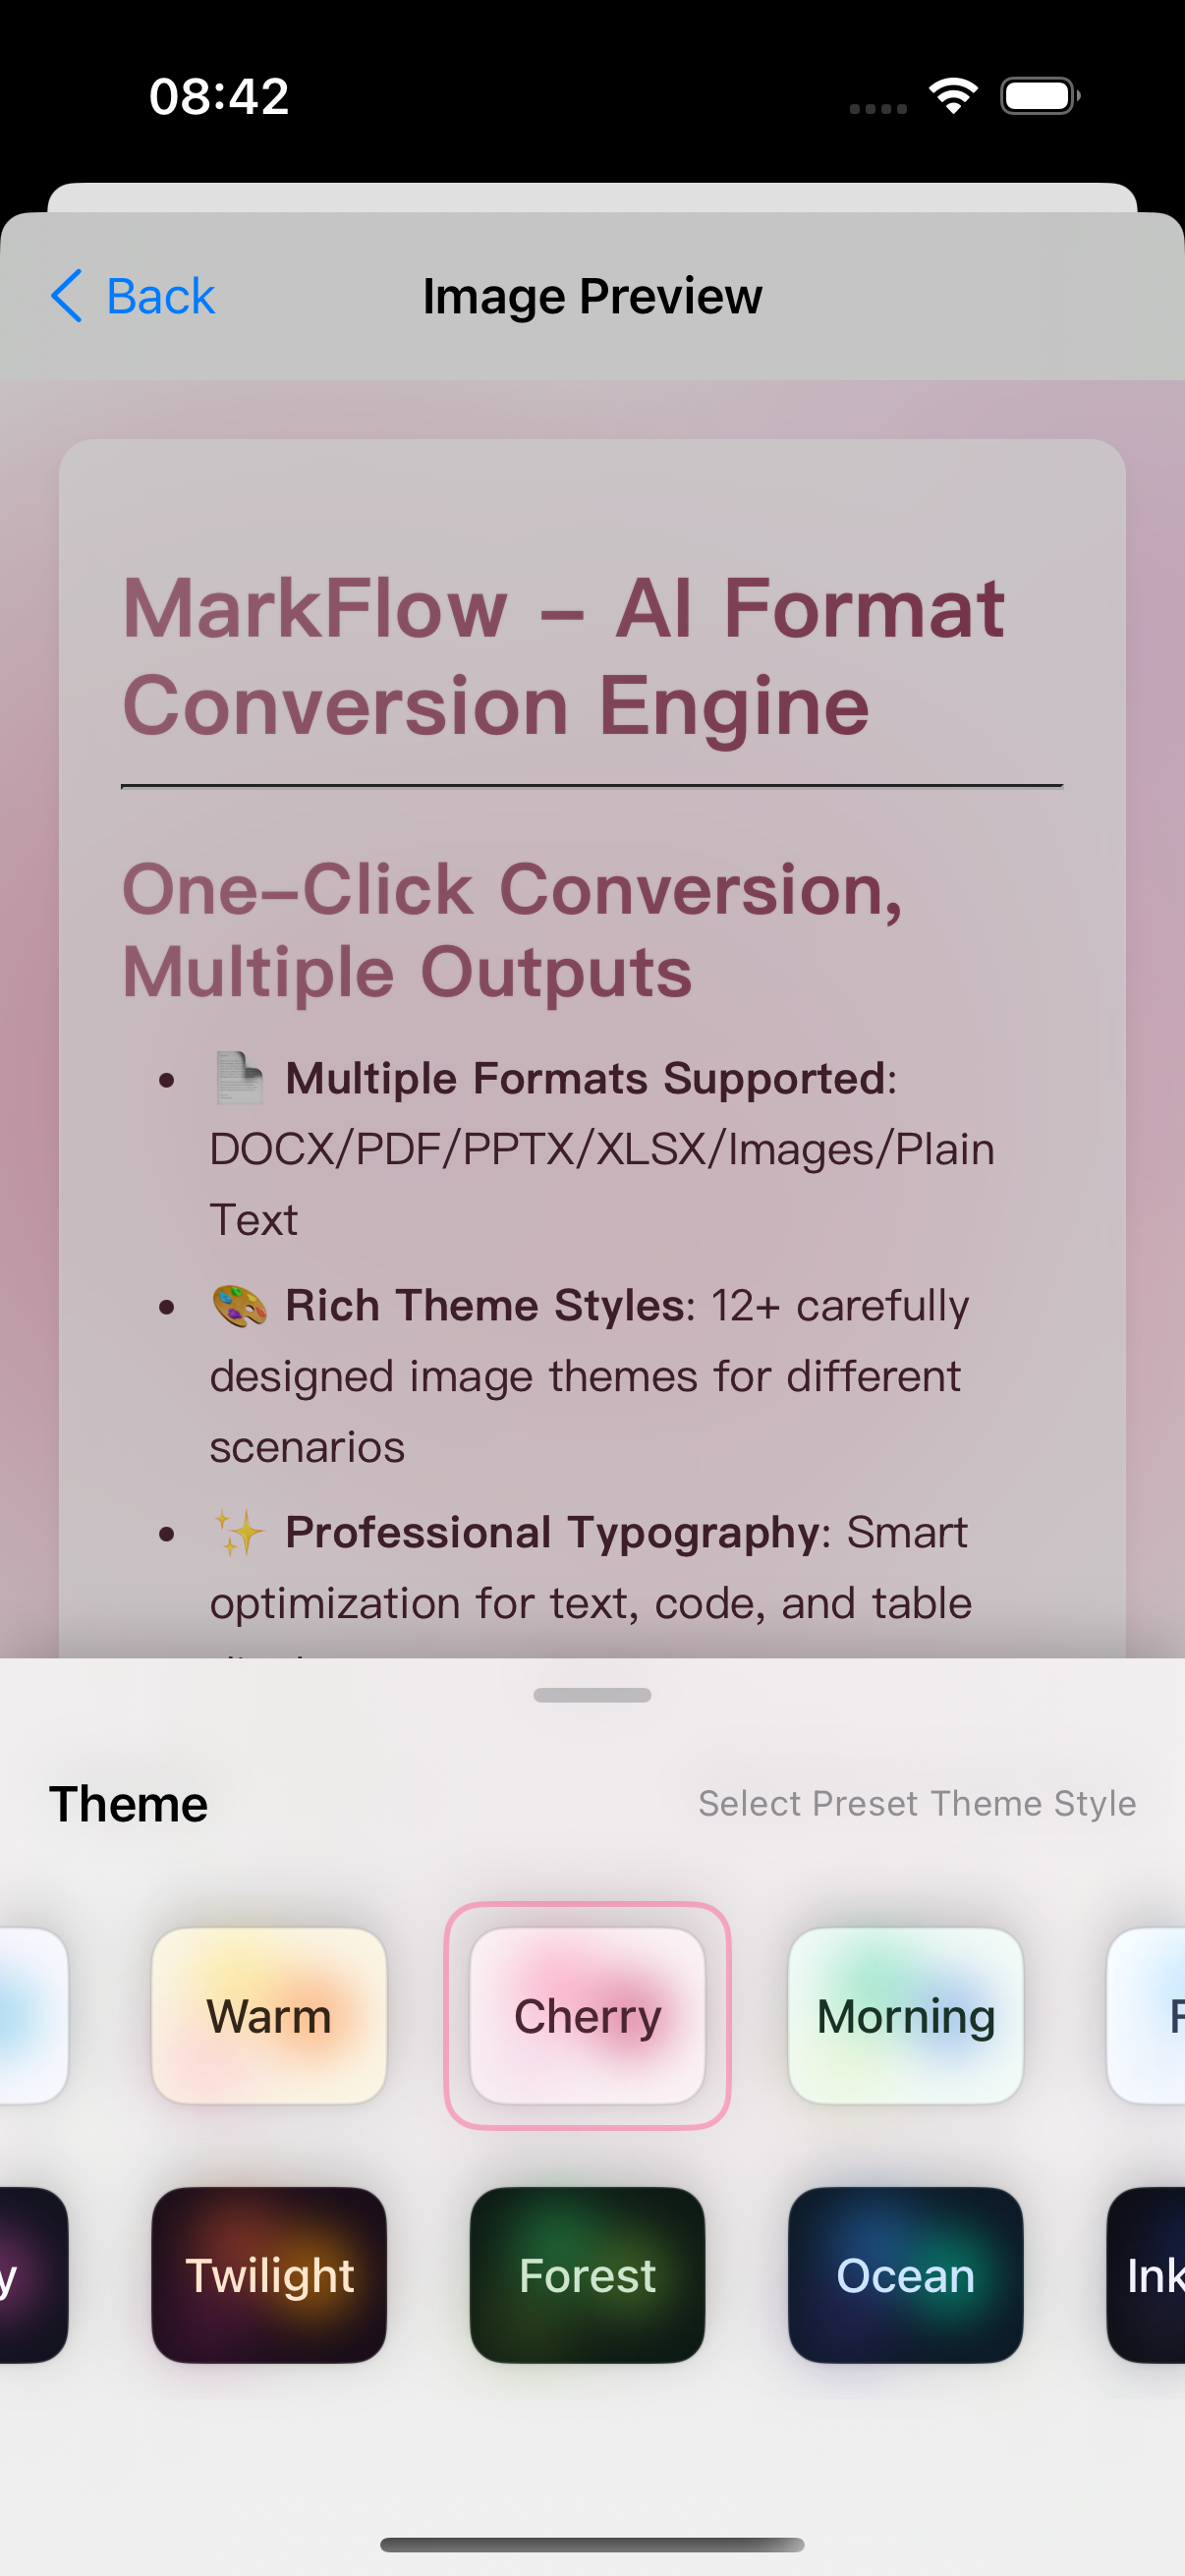 08:42
Back
Image Preview
MarkFlow – AI Format
Conversion Engine
One–Click Conversion,
Multiple Outputs
• 📄 Multiple Formats Supported:
DOCX/PDF/PPTX/XLSX/Images/Plain
Text
• 🎨 Rich Theme Styles: 12+ carefully
designed image themes for different
scenarios
• ✨ Professional Typography: Smart
optimization for text, code, and table
Theme
Select Preset Theme Style
Warm
Cherry
Morning
y
Twilight
Forest
Ocean
Ink